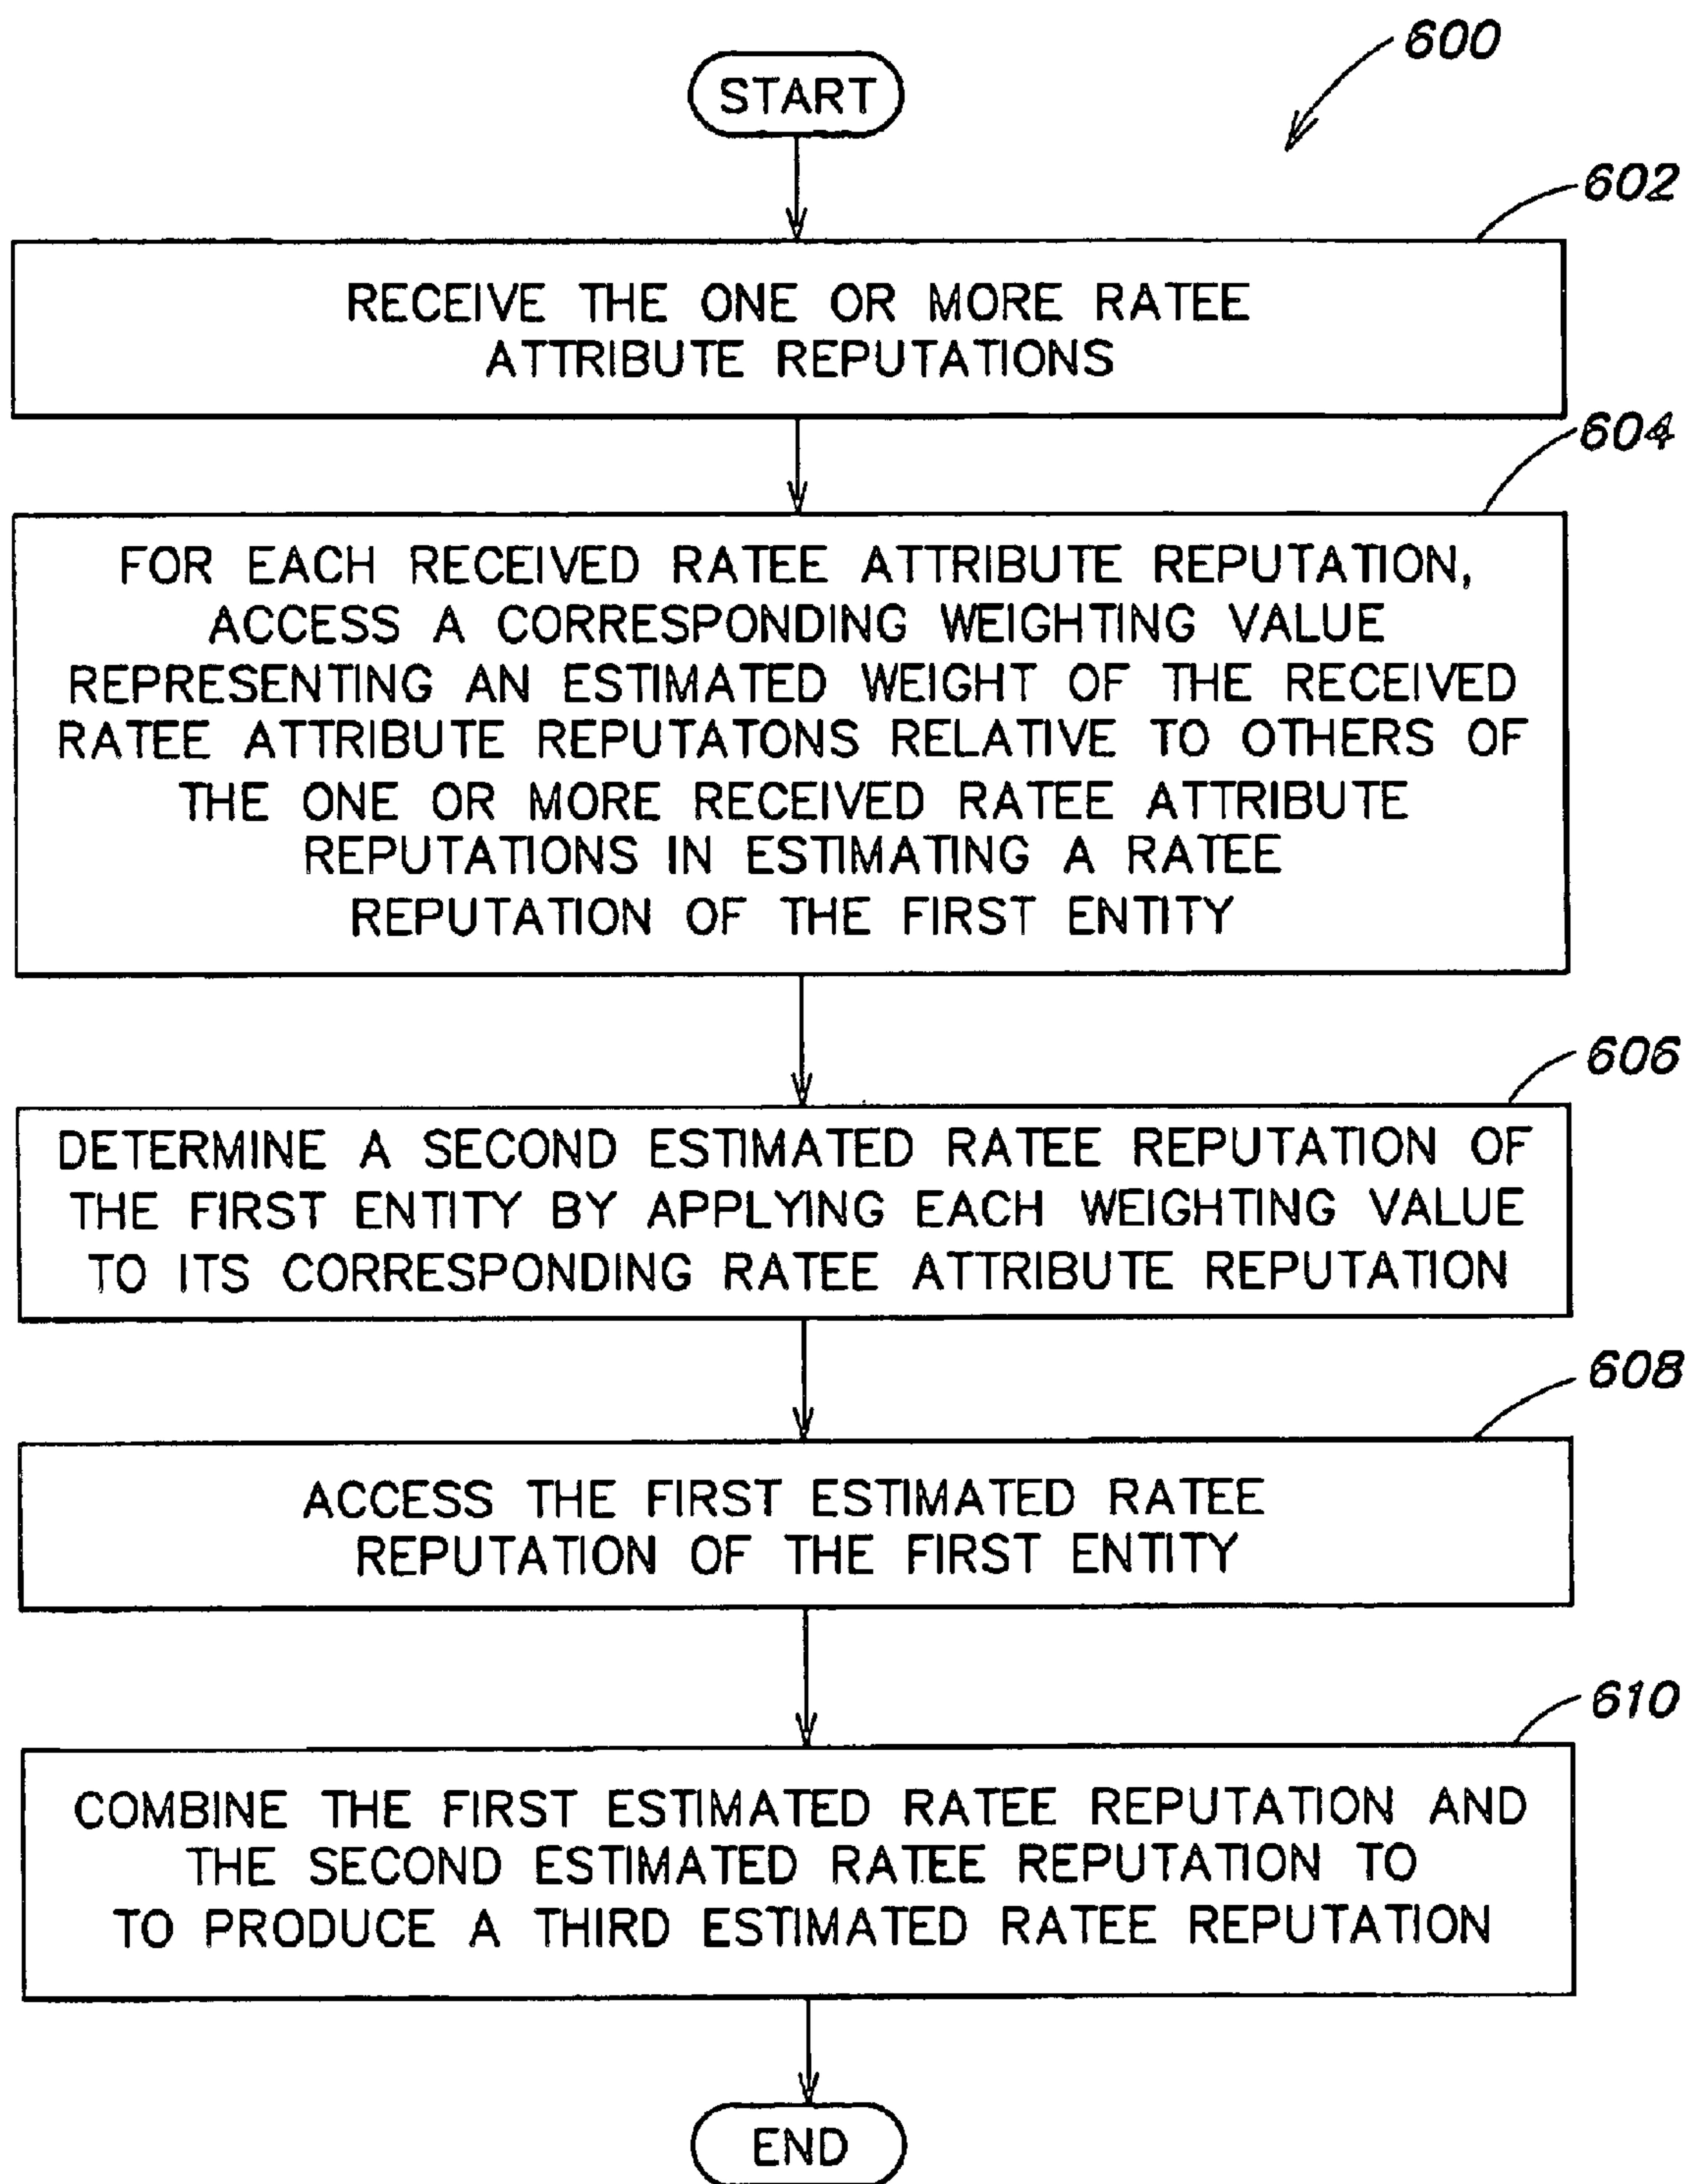 600
START
602
RECEIVE THE ONE OR MORE RATEE
ATTRIBUTE REPUTATIONS
604
FOR EACH RECEIVED RATEE ATTRIBUTE REPUTATION,
ACCESS A CORRESPONDING WEIGHTING VALUE
REPRESENTING AN ESTIMATED WEIGHT OF THE RECEIVED
RATEE ATTRIBUTE REPUTATONS RELATIVE TO OTHERS OF
THE ONE OR MORE RECEIVED RATEE ATTRIBUTE
REPUTATIONS IN ESTIMATING A RATEE
REPUTATION OF THE FIRST ENTITY
606
DETERMINE A SECOND ESTIMATED RATEE REPUTATION OF
THE FIRST ENTITY BY APPLYING EACH WEIGHTING VALUE
TO ITS CORRESPONDING RATEE ATTRIBUTE REPUTATION
608
ACCESS THE FIRST ESTIMATED RATEE
REPUTATION OF THE FIRST ENTITY
610
COMBINE THE FIRST ESTIMATED RATEE REPUTATION AND
THE SECOND ESTIMATED RATEE REPUTATION TO
TO PRODUCE A THIRD ESTIMATED RATEE REPUTATION
END